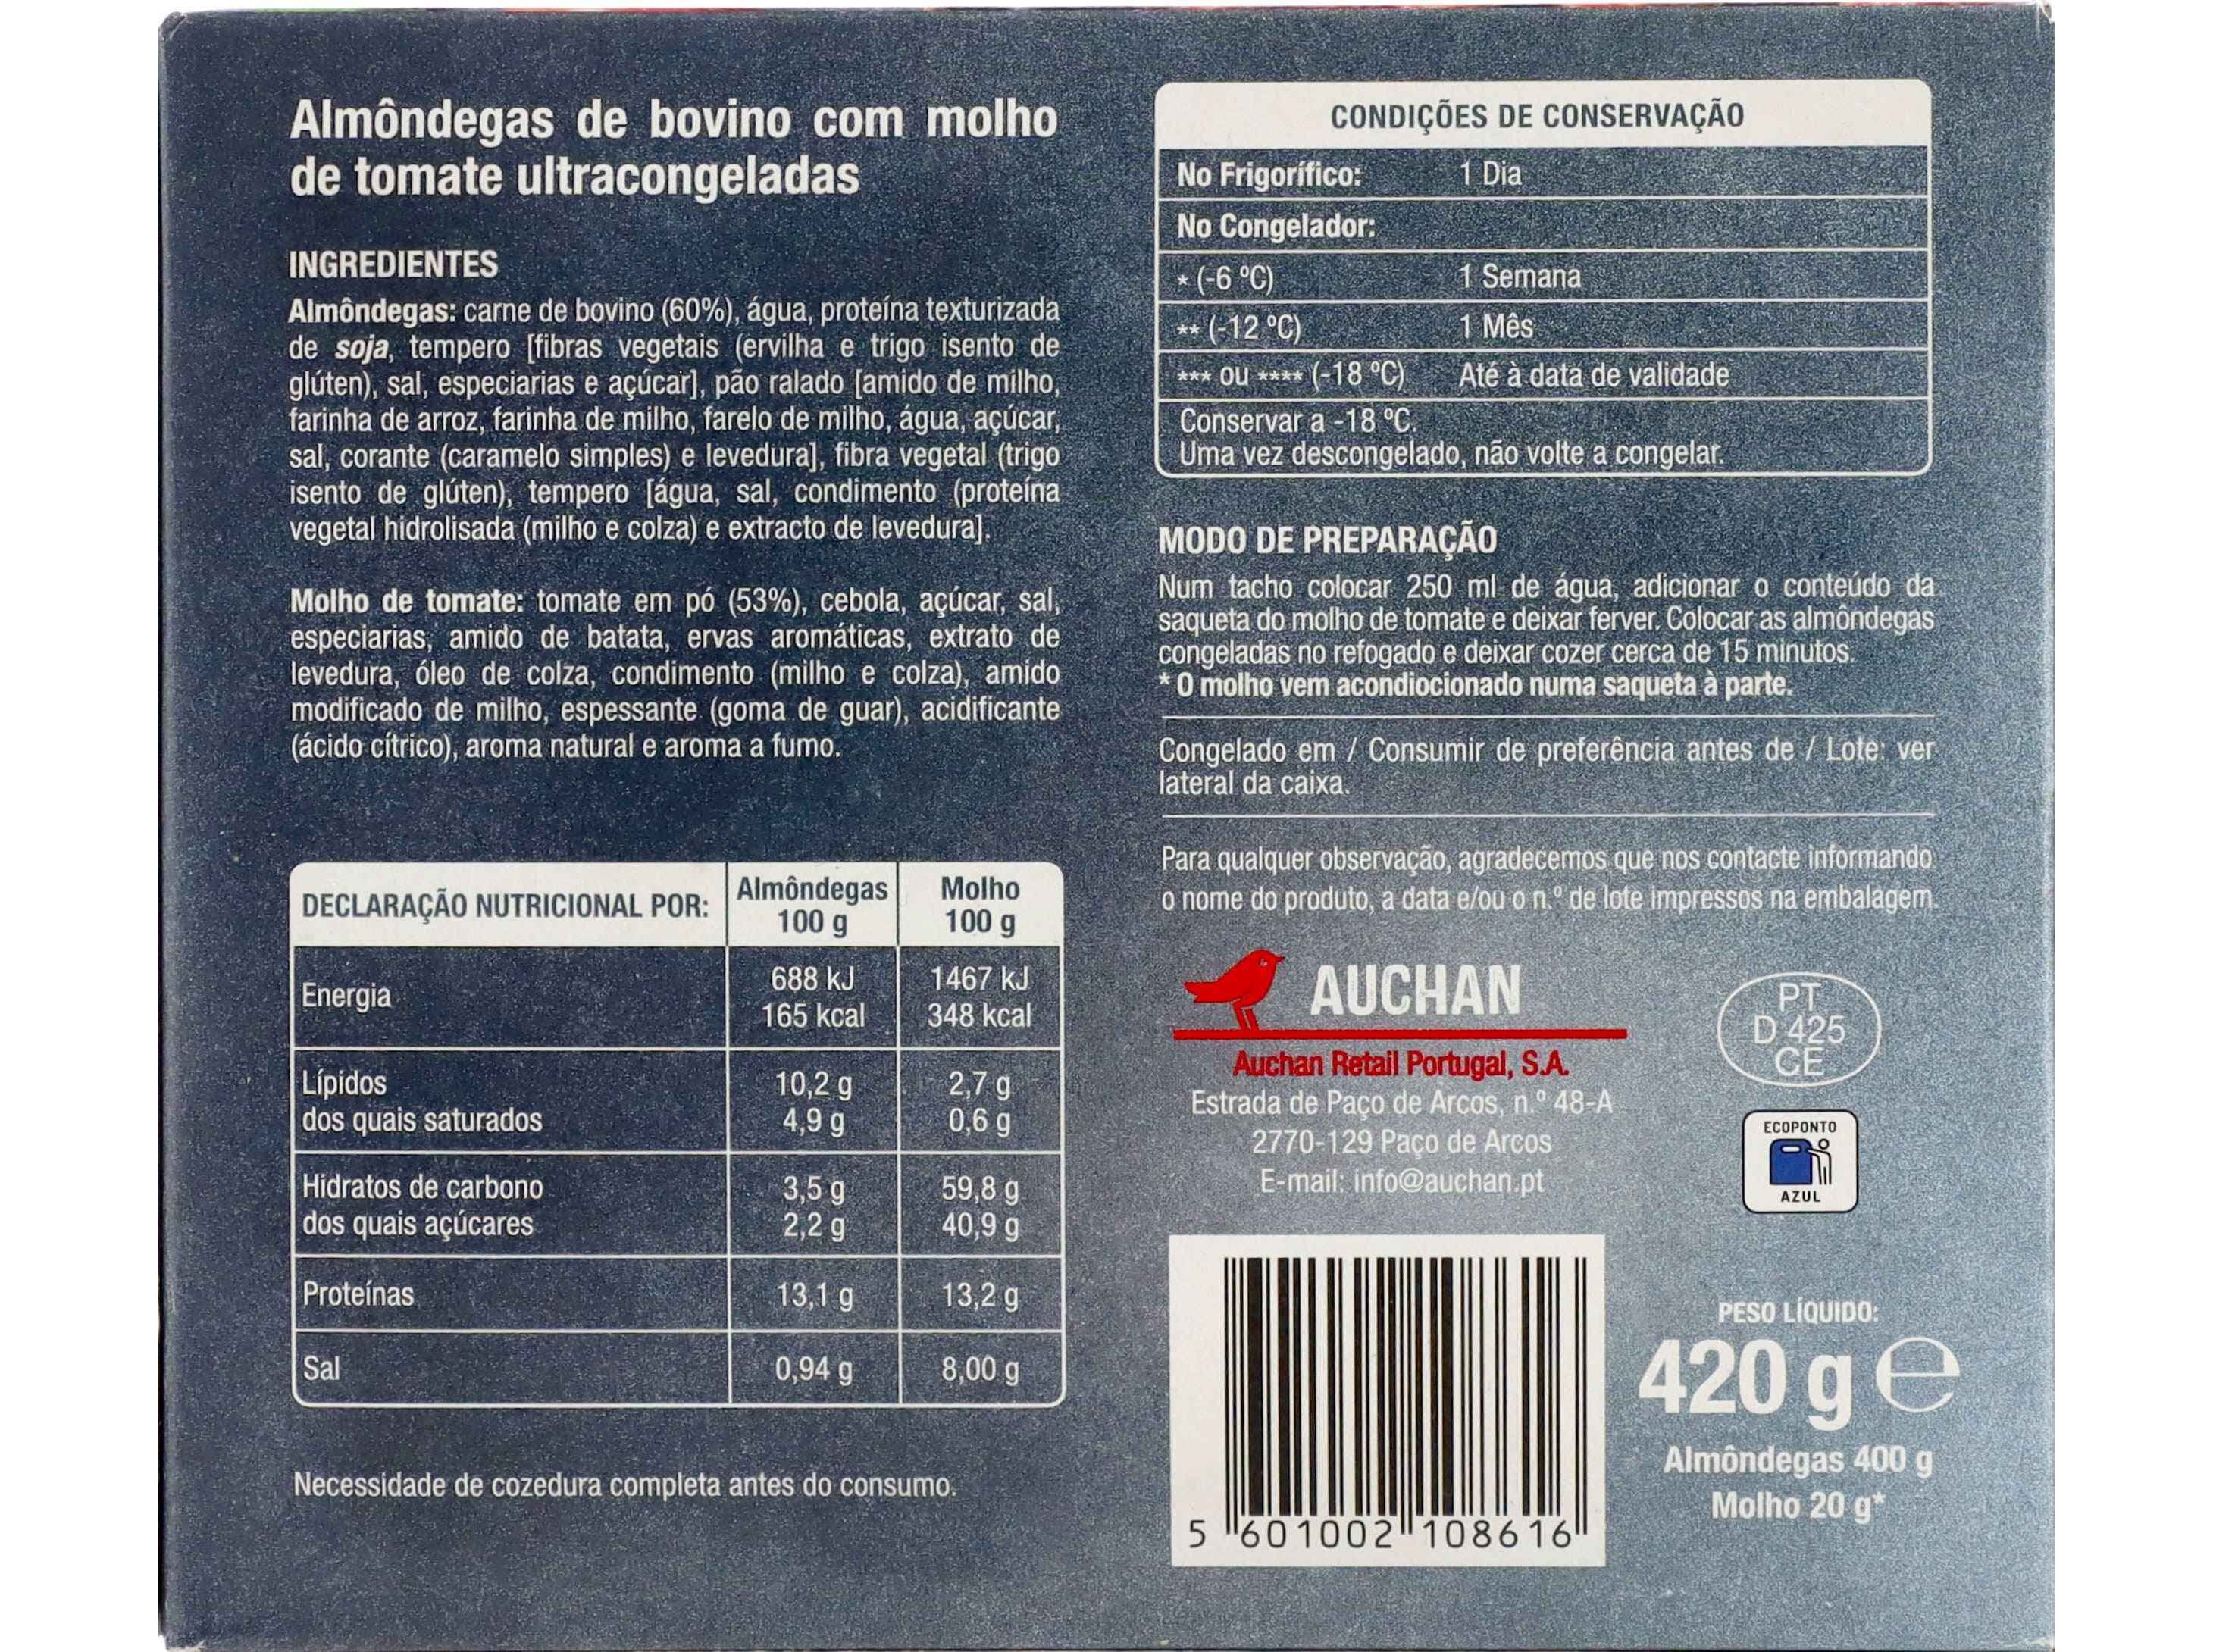 Almôndegas de bovino com molho
de tomate ultracongeladas
INGREDIENTES
Almôndegas: carne de bovino (60%), água, proteína texturizada
de soja, tempero [fibras vegetais (ervilha e trigo isento de
glúten), sal, especiarias e açúcar], pão ralado [amido de milho,
farinha de arroz, farinha de milho, farelo de milho, água, açúcar,
sal, corante (caramelo simples) e levedura], fibra vegetal (trigo
isento de glúten), tempero [água, sal, condimento (proteína
vegetal hidrolisada (milho e colza) e extracto de levedura].
Molho de tomate: tomate em pó (53%), cebola, açúcar, sal,
especiarias, amido de batata, ervas aromáticas, extrato de
levedura, óleo de colza, condimento (milho e colza), amido
modificado de milho, espessante (goma de guar), acidificante
(ácido cítrico), aroma natural e aroma a fumo.
DECLARAÇÃO NUTRICIONAL POR: Almôndegas 100 g Molho 100 g
Energia 688 kJ 1467 kJ
165 kcal 348 kcal
Lípidos 10,2 g 2,7 g
dos quais saturados 4,9 g 0,6 g
Hidratos de carbono 3,5 g 59,8 g
dos quais açúcares 2,2 g 40,9 g
Proteínas 13,1 g 13,2 g
Sal 0,94 g 8,00 g
Necessidade de cozedura completa antes do consumo.
CONDIÇÕES DE CONSERVAÇÃO
No Frigorífico: 1 Dia
No Congelador:
* (-6 ºC) 1 Semana
** (-12 ºC) 1 Mês
*** ou **** (-18 ºC) Até à data de validade
Conservar a -18 ºC.
Uma vez descongelado, não volte a congelar.
MODO DE PREPARAÇÃO
Num tacho colocar 250 ml de água, adicionar o conteúdo da
saqueta do molho de tomate e deixar ferver. Colocar as almôndegas
congeladas no refogado e deixar cozer cerca de 15 minutos.
* O molho vem acondiocionado numa saqueta à parte.
Congelado em / Consumir de preferência antes de / Lote: ver
lateral da caixa.
Para qualquer observação, agradecemos que nos contacte informando
o nome do produto, a data e/ou o n.º de lote impressos na embalagem.
AUCHAN
Auchan Retail Portugal, S.A.
Estrada de Paço de Arcos, n.º 48-A
2770-129 Paço de Arcos
E-mail: info@auchan.pt
PT
D 425
CE
ECOPONTO
AZUL
5 601002 108616
PESO LÍQUIDO:
420 g e
Almôndegas 400 g
Molho 20 g*